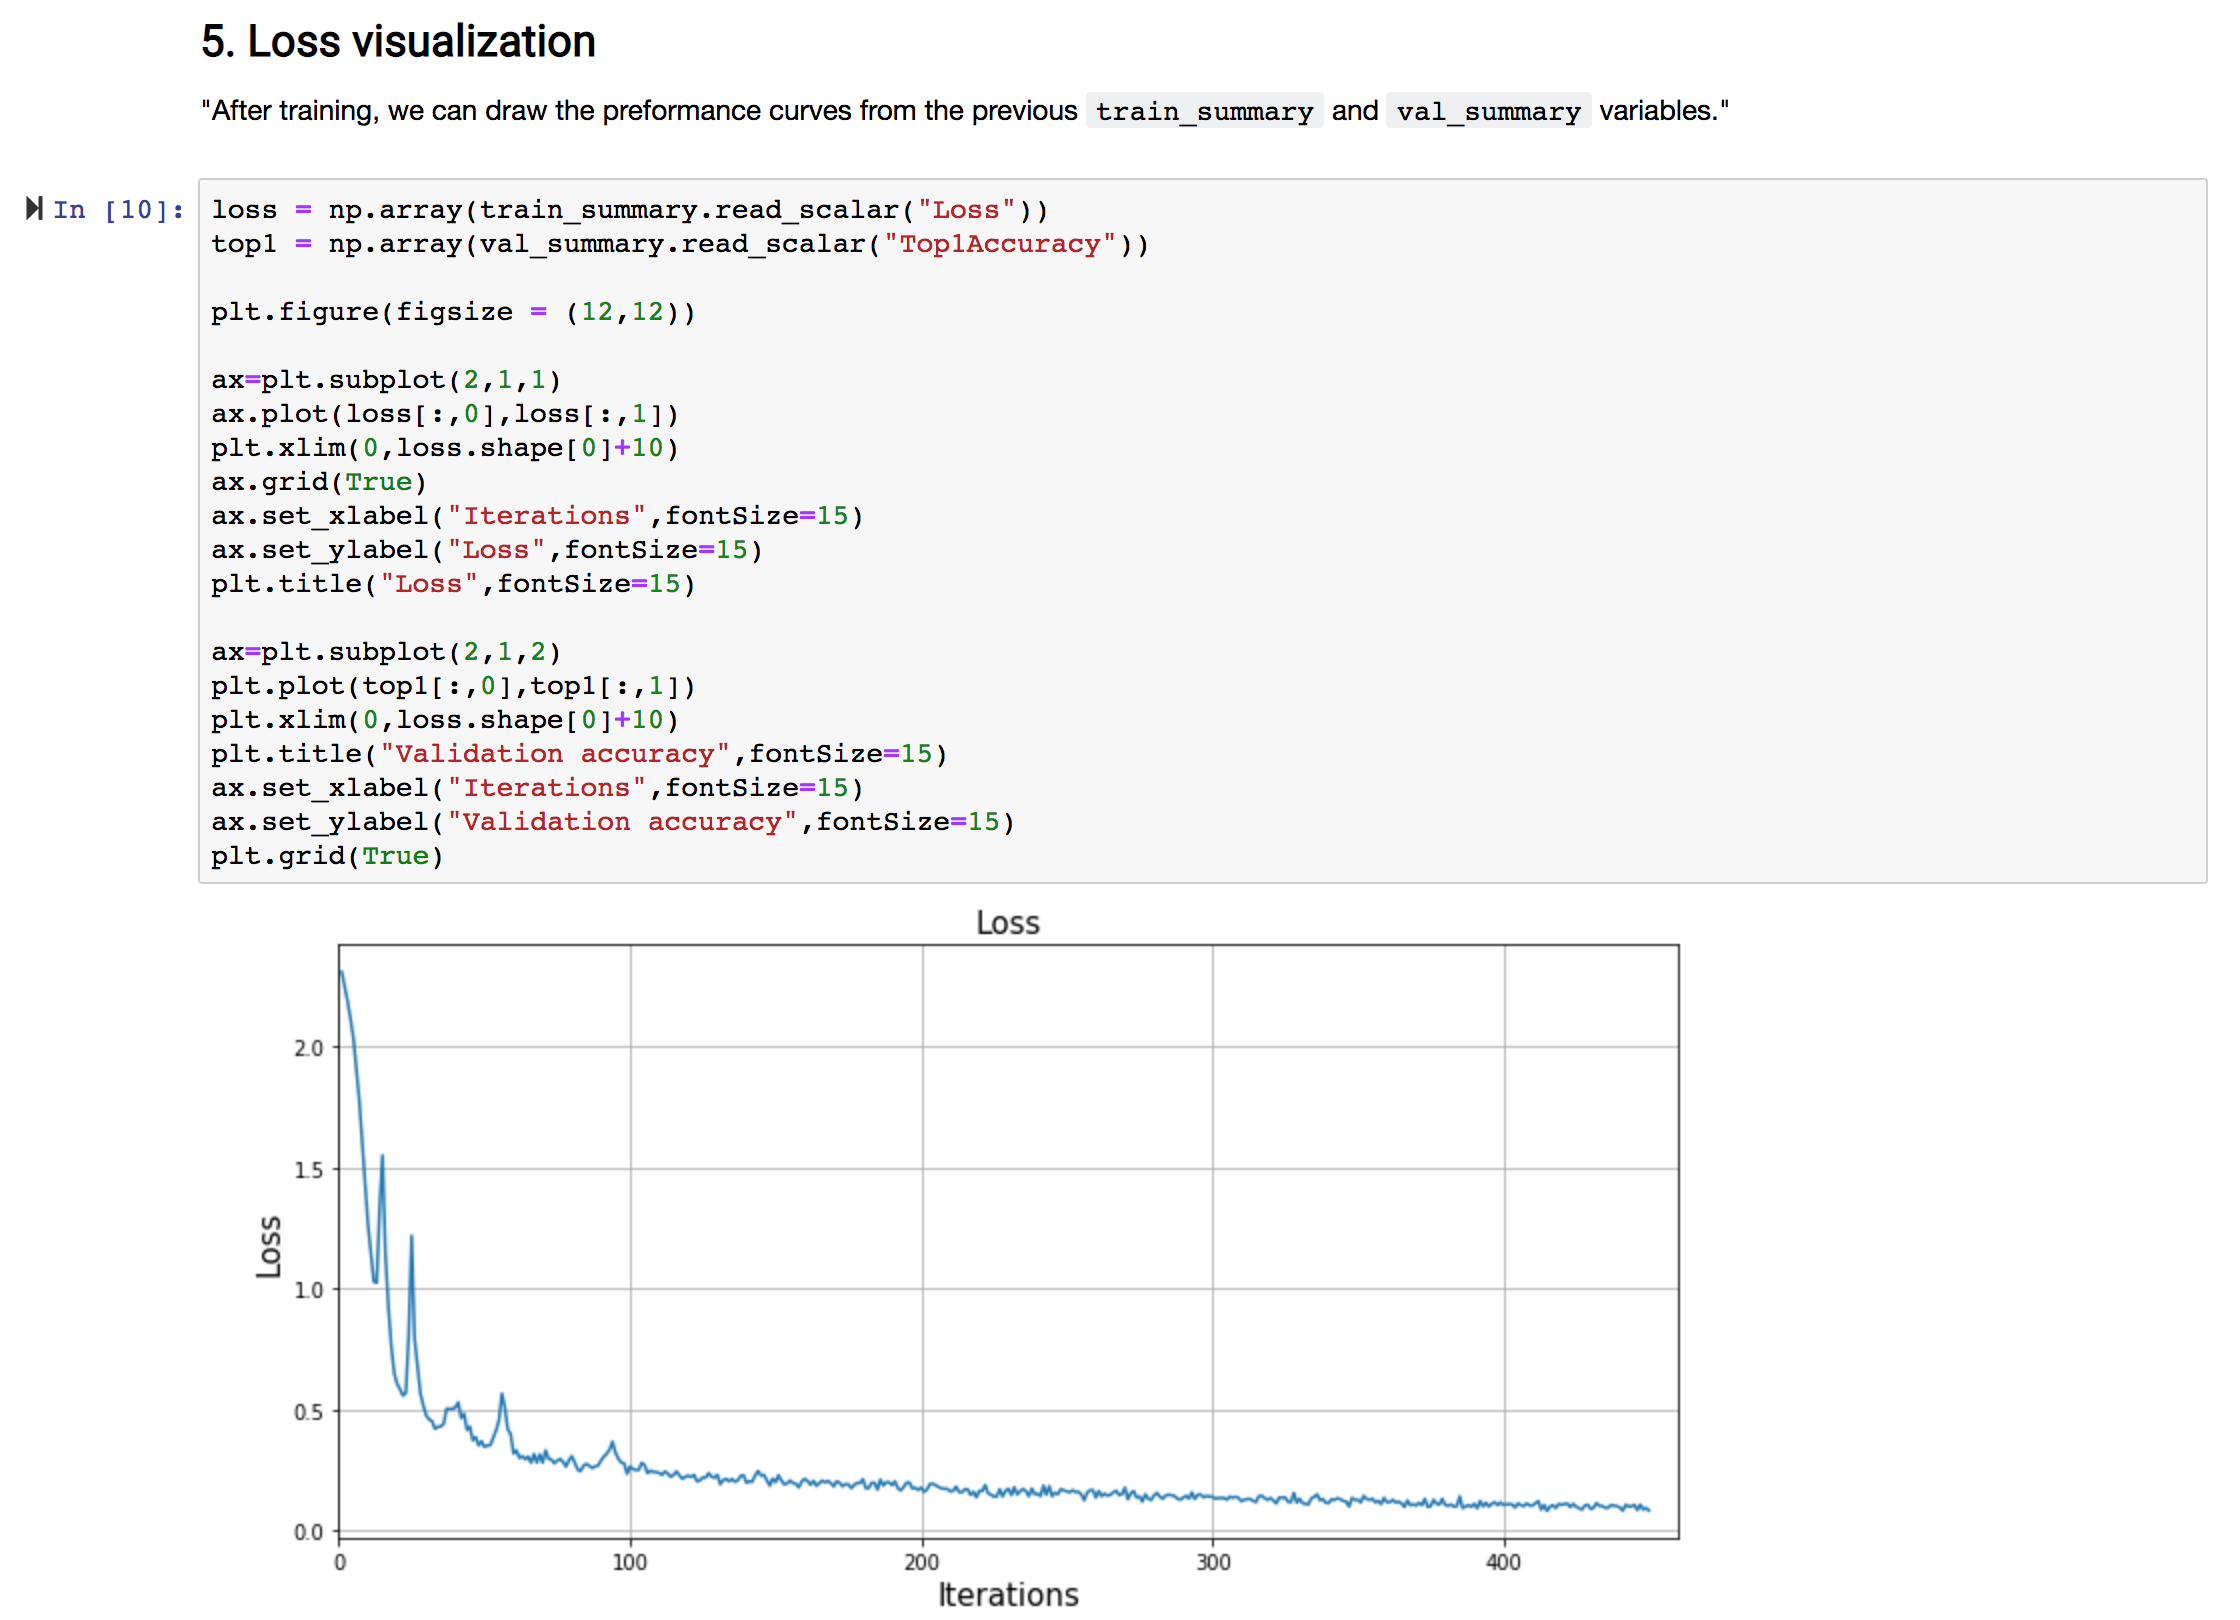 5. Loss visualization
"After training, we can draw the preformance curves from the previous train_summary and val_summary variables."
In [10]:
loss = np.array(train_summary.read_scalar("Loss"))
top1 = np.array(val_summary.read_scalar("Top1Accuracy"))
plt.figure(figsize = (12,12))
ax=plt.subplot(2,1,1)
ax.plot(loss[:,0],loss[:,1])
plt.xlim(0,loss.shape[0]+10)
ax.grid(True)
ax.set_xlabel("Iterations",fontSize=15)
ax.set_ylabel("Loss",fontSize=15)
plt.title("Loss",fontSize=15)
ax=plt.subplot(2,1,2)
plt.plot(top1[:,0],top1[:,1])
plt.xlim(0,loss.shape[0]+10)
plt.title("Validation accuracy",fontSize=15)
ax.set_xlabel("Iterations",fontSize=15)
ax.set_ylabel("Validation accuracy",fontSize=15)
plt.grid(True)
Loss
2.0
1.5
1.0
0.5
0.0
Loss
0 100 200 300 400
Iterations